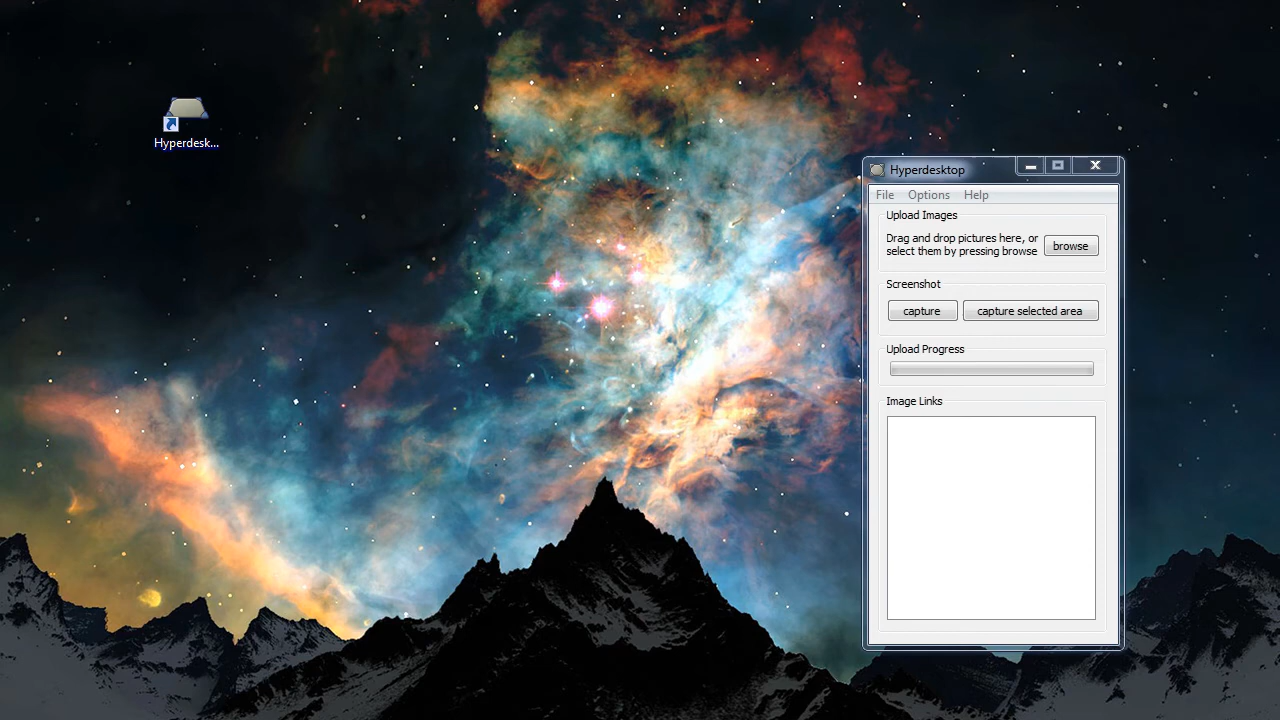 Hyperdesk...
Hyperdesktop
File Options Help
Upload Images
Drag and drop pictures here, or
select them by pressing browse
browse
Screenshot
capture
capture selected area
Upload Progress
Image Links